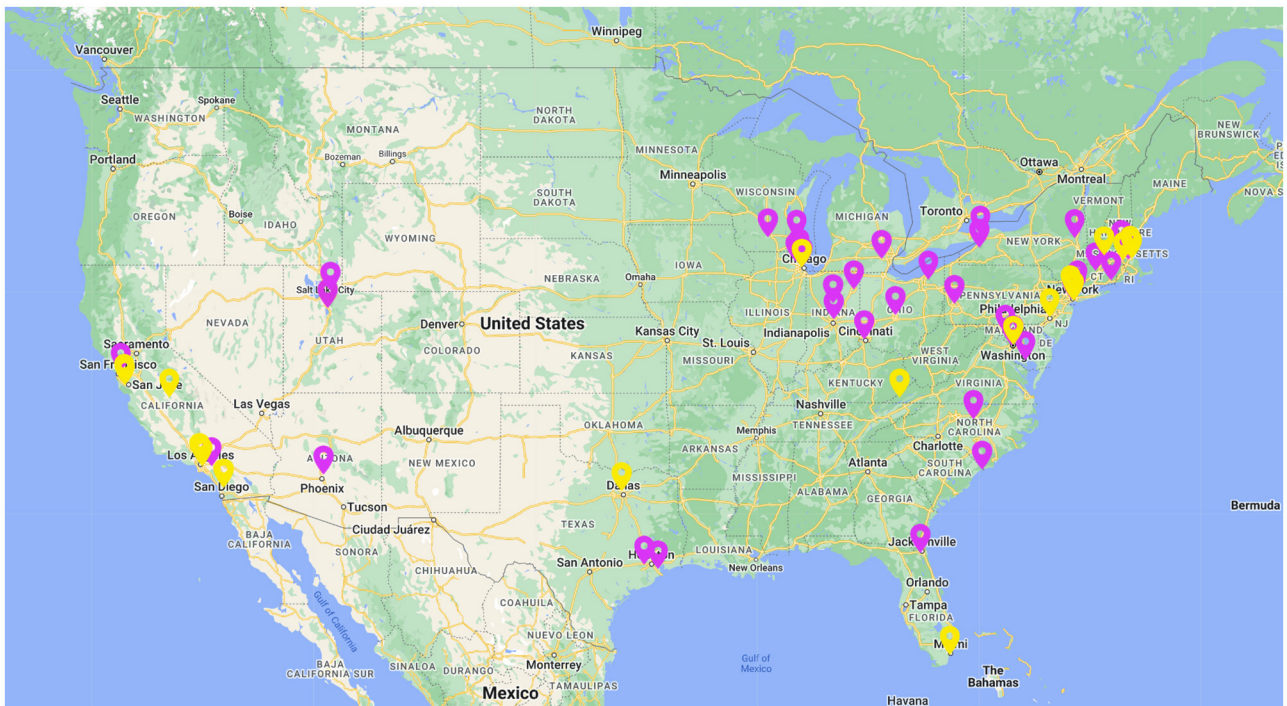 Winnipeg
Vancouver
Seattle
Spokane
WASHINGTON
NORTH
DAKOTA
MONTANA
NEW
BRUNSWICK
MINNESOTA
Ottawa
Montreal
Portland
Bozeman
Billings
Minneapolis
MAINE
NOVA S
SOUTH
DAKOTA
WISCONSIN
VERMONT
OREGON
Boise
IDAHO
MICHIGAN
Toronto
WYOMING
NEW YORK
IOWA
Chicago
NEBRASKA
Omaha
CT
RI
Salt Lake City
PENNSYLVANIA
New York
NEVADA
ILLINOIS
INDIANA
OHIO
Philadelphia
NJ
Denver
United States
Indianapolis
Cincinnati
MARYLAND
DE
Sacramento
UTAH
Kansas City
St. Louis
WEST
VIRGINIA
Washington
San Francisco
San Jose
COLORADO
KANSAS
MISSOURI
KENTUCKY
VIRGINIA
CALIFORNIA
Las Vegas
Nashville
TENNESSEE
NORTH
CAROLINA
Albuquerque
OKLAHOMA
Memphis
Charlotte
Los Angeles
ARIZONA
NEW MEXICO
ARKANSAS
Atlanta
SOUTH
CAROLINA
San Diego
Phoenix
Dallas
MISSISSIPPI
ALABAMA
GEORGIA
Tucson
Bermuda
Ciudad Juárez
TEXAS
BAJA
CALIFORNIA
SONORA
Houston
LOUISIANA
Jacksonville
San Antonio
New Orleans
CHIHUAHUA
Orlando
COAHUILA
Tampa
FLORIDA
Gulf of
California
NUEVO LEON
Miami
BAJA
CALIFORNIA SUR
SINALOA
DURANGO
Monterrey
Gulf of
Mexico
The
Bahamas
TAMAULIPAS
Mexico
Havana